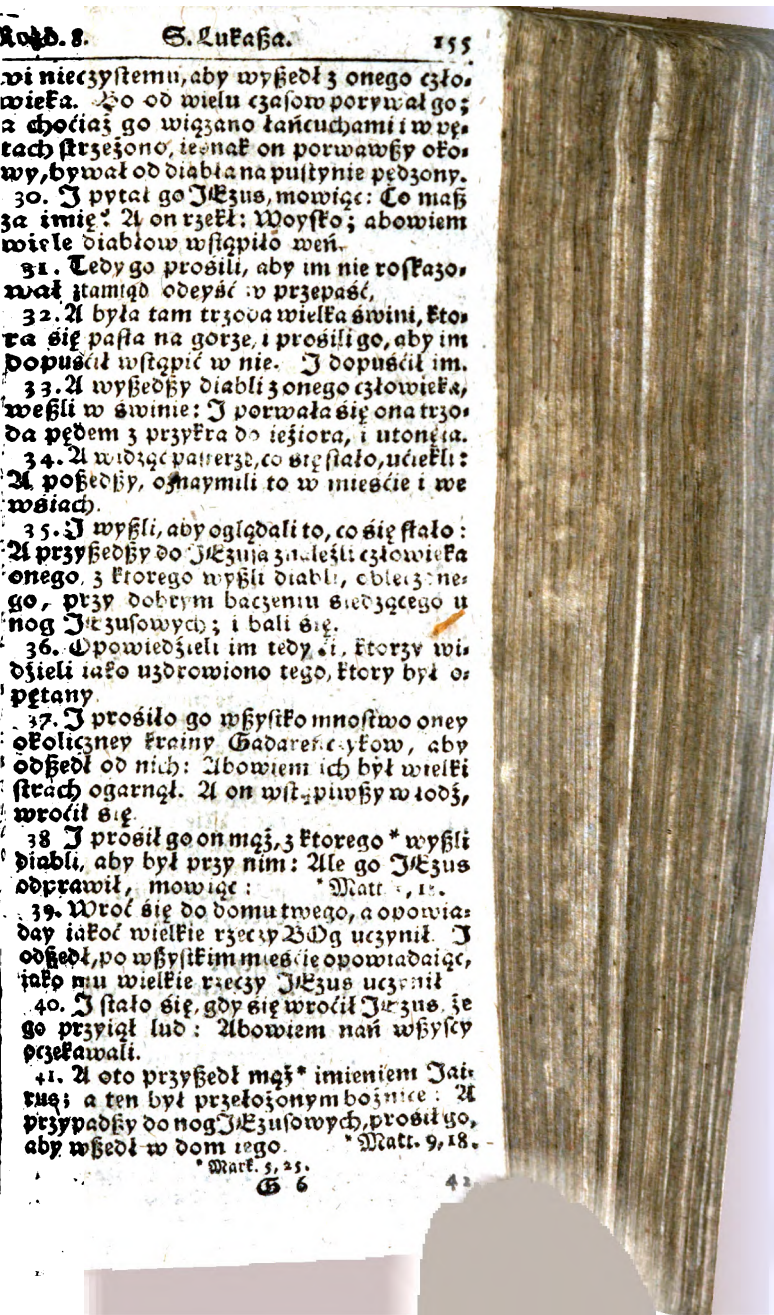 Rozd. 8. S. Lukaßa. 155
wi nieczystemu, aby wyßedł z onego czło-
wieka. Bo od wielu czasow porywał go;
a chociaż go wiązano łańcuchami i w pę-
tach strzeżono, iednak on porwawßy oko-
wy, bywał od diabła na pustynie pędzony.
30. I pytał go JEzus, mowiąc: Co maß
za imię? A on rzekł: Woysko; abowiem
wiele diabłow wstąpiło weń.
31. Tedy go prośili, aby im nie roskazo-
wał ztamtąd odeyść w przepaść,
32. A była tam trzoda wielka świni, kto-
ra się pasła na gorze, i prośili go, aby im
dopuśćił wstąpić w nie. I dopuśćił im.
33. A wyßedßy diabli z onego człowieka,
weßli w świnie: I porwała się ona trzo-
da pędem z przykra do ieźiora, i utonęła.
34. A widząc pasterze, co się stało, ućiekli:
A poßedßy, oznaymili to w mieśćie i we
wsiach.
35. I wyßli, aby oglądali to, co się stało:
A przyßedßy do JEzusa znaleźli człowieka
onego, z ktorego wyßli diabli, obleczone-
go, przy dobrym baczeniu siedzącego u
nog JEzusowych; i bali się.
36. Opowiedźieli im tedy ći, ktorzy wi-
dźieli iako uzdrowiono tego, ktory był o-
pętany
37. I prośiło go wßystko mnostwo oney
okoliczney krainy Gadareńczykow, aby
odßedł od nich: Abowiem ich był wielki
strach ogarnął. A on wstąpiwßy w łodź,
wroćił się.
38 I prośił go on mąż, z ktorego * wyßli
diabli, aby był przy nim: Ale go JEzus
odprawił, mowiąc: * Matt
39. Wroć się do domu twego, a opowia-
day iakoć wielkie rzeczy BOg uczynił I
odßedł, po wßystkim mieśćie opowiadaiąc,
jako mu wielkie rzeczy JEzus uczynił
40. I stało się, gdy się wroćił JEzus, że
go przyiął lud: Abowiem nań wßyscy
oczekawali.
41. A oto przyßedł mąż * imieniem Jai-
rus; a ten był przełożonym bożnice: A
przypadßy do nog JEzusowych, prośił go,
aby wßedł w dom iego * Matt. 9, 18.
* Mark. 5, 25.
G 6 42